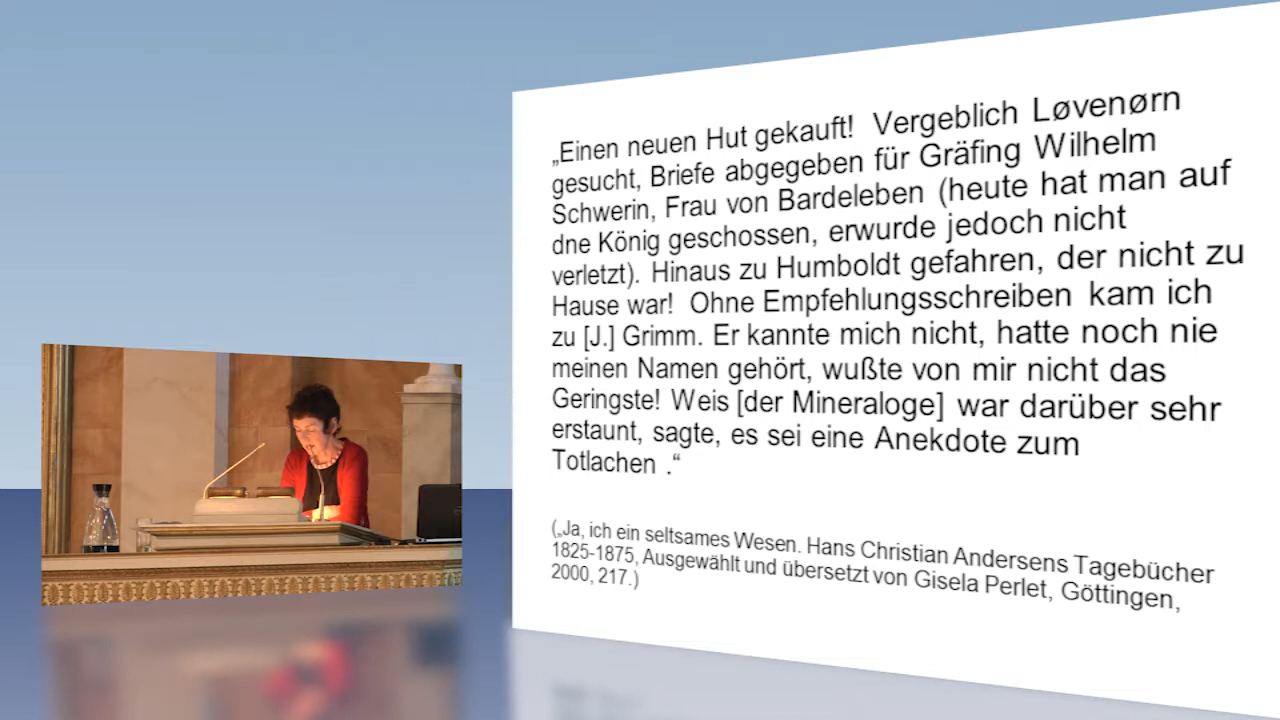 „Einen neuen Hut gekauft! Vergeblich Løvenørn
gesucht, Briefe abgegeben für Gräfing Wilhelm
Schwerin, Frau von Bardeleben (heute hat man auf
dne König geschossen, erwurde jedoch nicht
verletzt). Hinaus zu Humboldt gefahren, der nicht zu
Hause war! Ohne Empfehlungsschreiben kam ich
zu [J.] Grimm. Er kannte mich nicht, hatte noch nie
meinen Namen gehört, wußte von mir nicht das
Geringste! Weis [der Mineraloge] war darüber sehr
erstaunt, sagte, es sei eine Anekdote zum
Totlachen .“
(„Ja, ich ein seltsames Wesen. Hans Christian Andersens Tagebücher
1825-1875, Ausgewählt und übersetzt von Gisela Perlet, Göttingen,
2000, 217.)